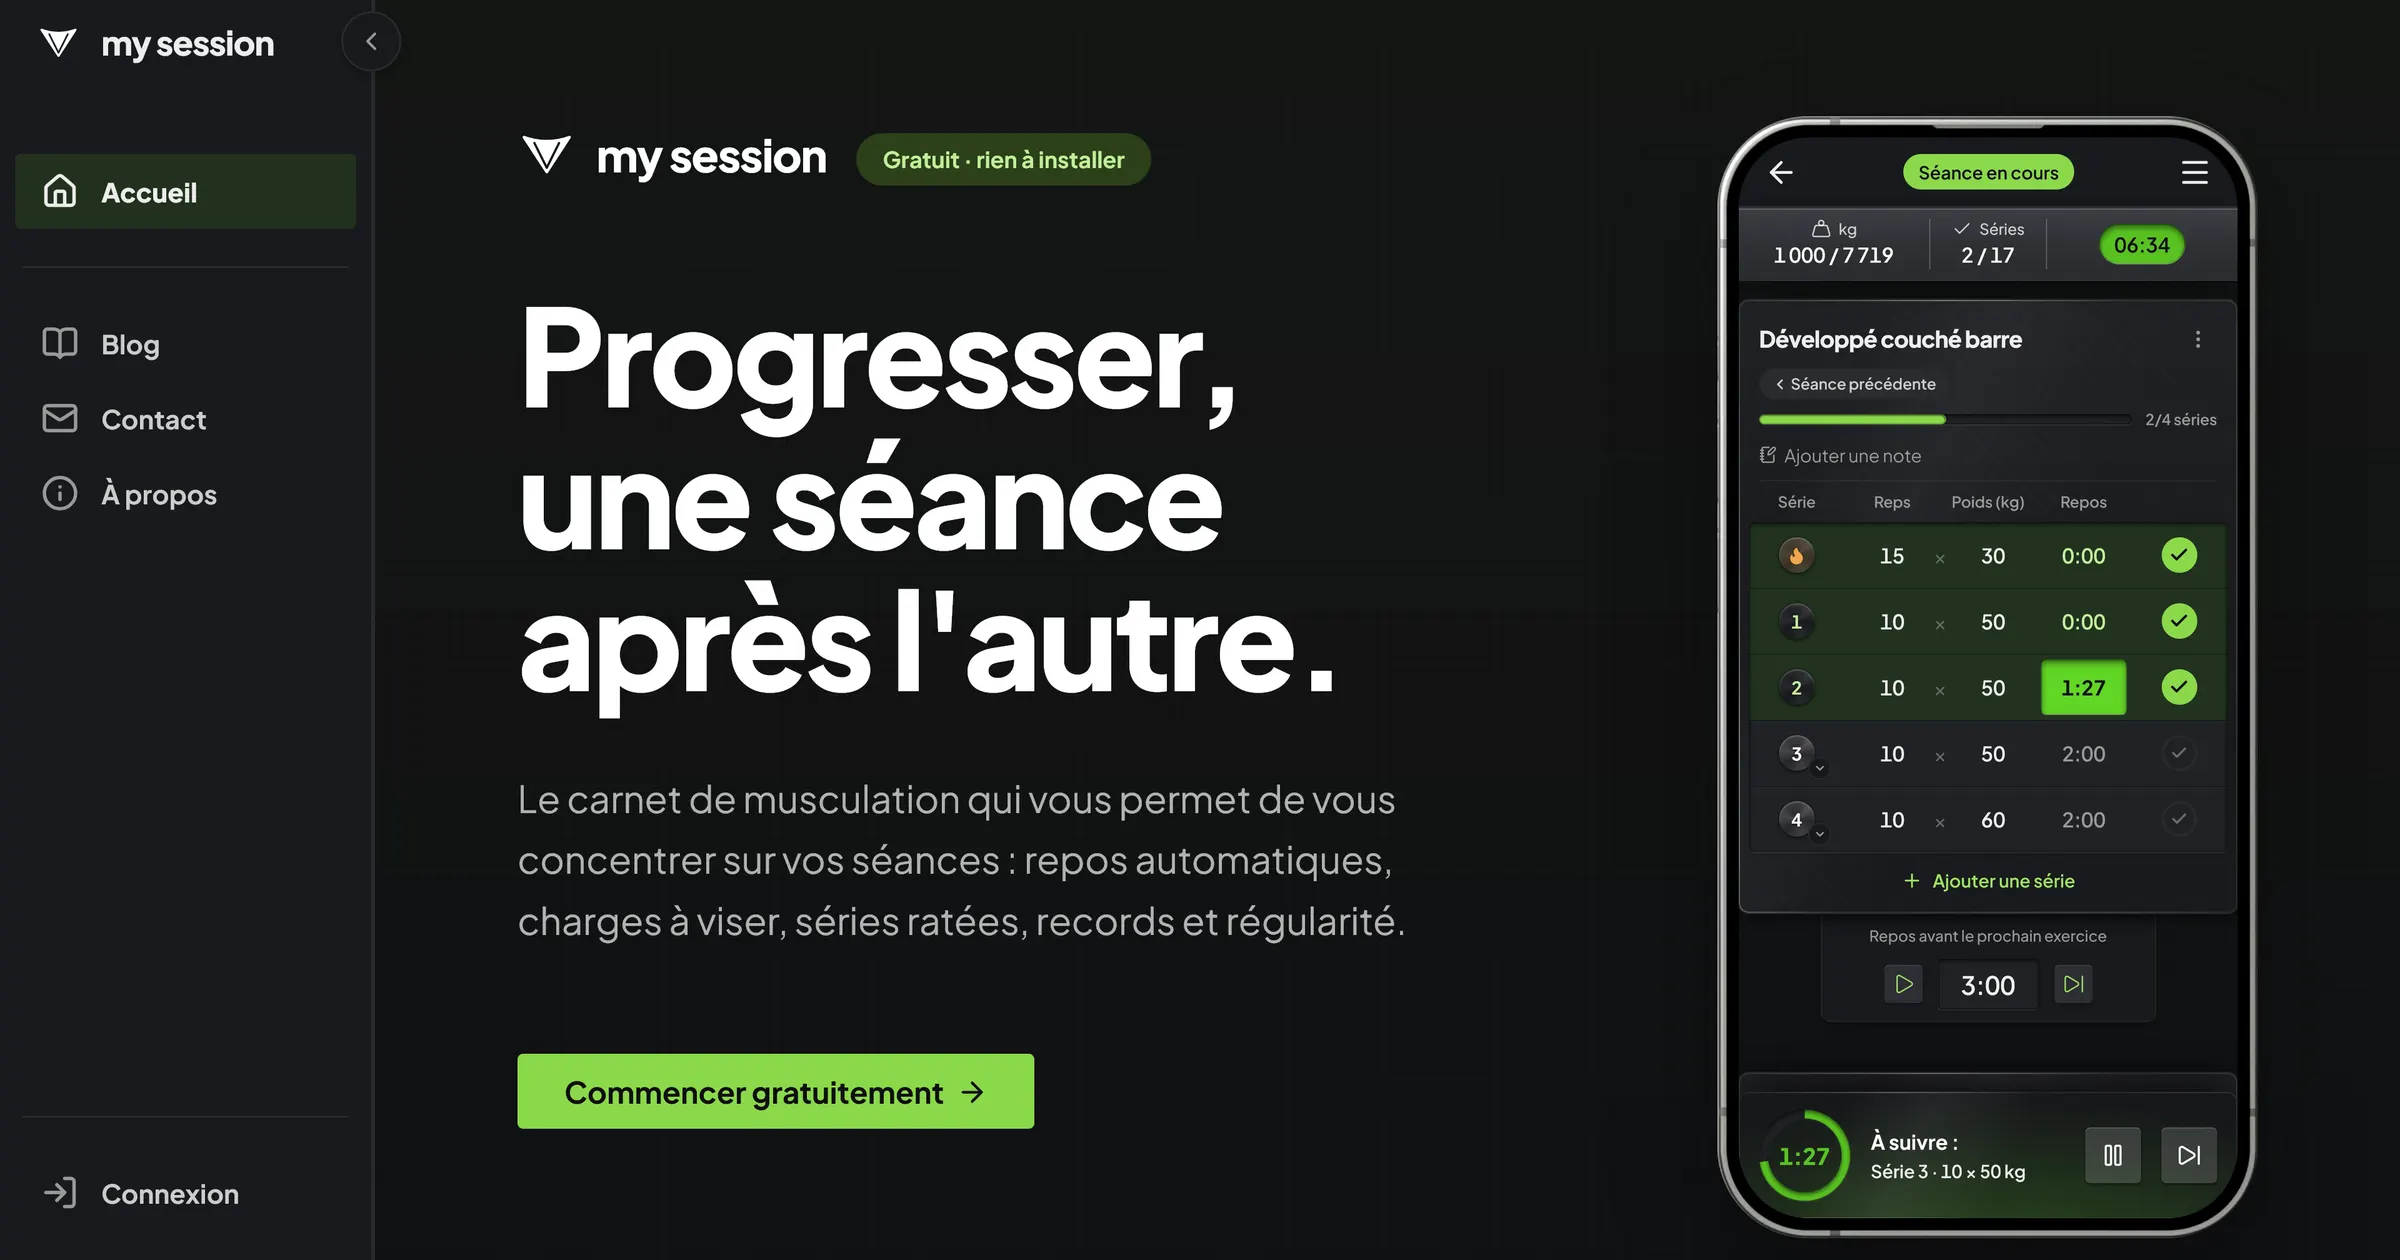 my session
Accueil
Blog
Contact
À propos
Connexion
my session
Gratuit · rien à installer
Progresser,
une séance
après l'autre.
Le carnet de musculation qui vous permet de vous
concentrer sur vos séances : repos automatiques,
charges à viser, séries ratées, records et régularité.
Commencer gratuitement →
Séance en cours
kg
1 000 / 7 719
Séries
2 / 17
06:34
Développé couché barre
Séance précédente
2/4 séries
Ajouter une note
Série Reps Poids (kg) Repos
15 × 30 0:00
1 10 × 50 0:00
2 10 × 50 1:27
3 10 × 50 2:00
4 10 × 60 2:00
+ Ajouter une série
Repos avant le prochain exercice
3:00
1:27
À suivre :
Série 3 · 10 × 50 kg